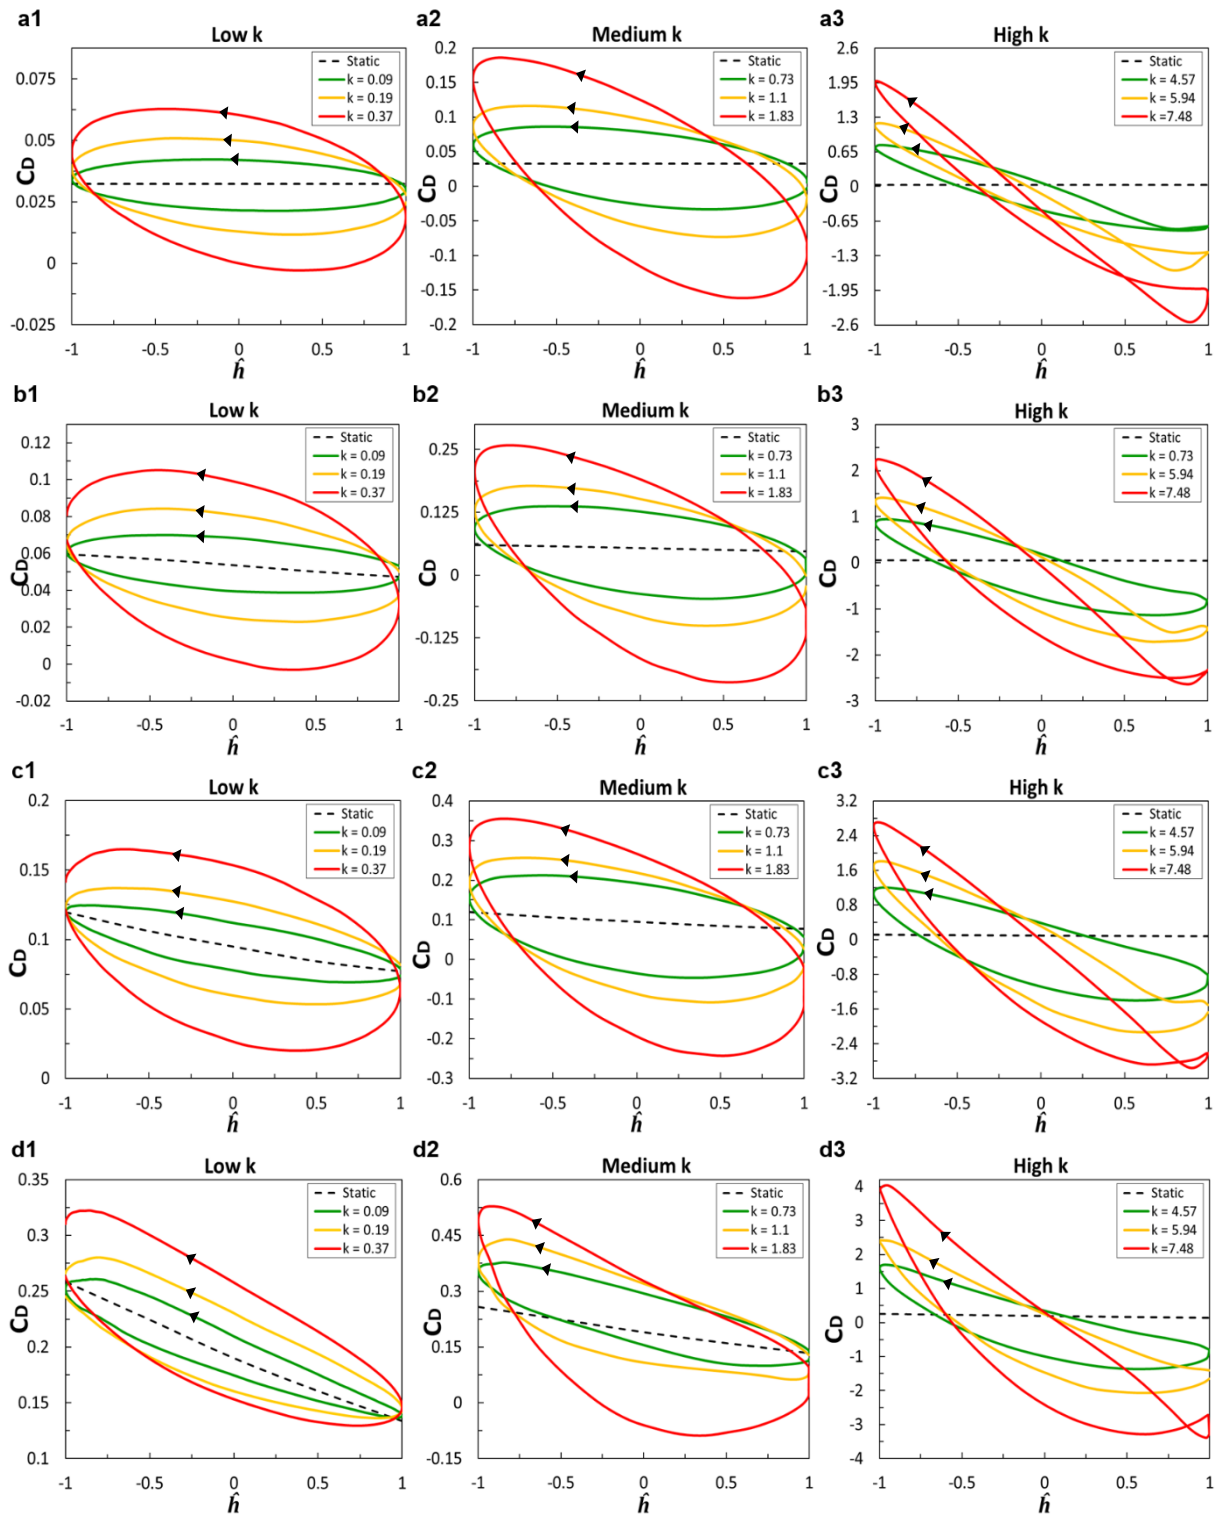 a1
Low k
Static
k = 0.09
k = 0.19
k = 0.37
0.075
0.05
0.025
0
-0.025
CD
-1
-0.5
0
0.5
1
ĥ
a2
Medium k
Static
k = 0.73
k = 1.1
k = 1.83
0.2
0.15
0.1
0.05
0
-0.05
-0.1
-0.15
-0.2
CD
-1
-0.5
0
0.5
1
ĥ
a3
High k
Static
k = 4.57
k = 5.94
k =7.48
2.6
1.95
1.3
0.65
0
-0.65
-1.3
-1.95
-2.6
CD
-1
-0.5
0
0.5
1
ĥ
b1
Low k
Static
k = 0.09
k = 0.19
k = 0.37
0.12
0.1
0.08
0.06
0.04
0.02
0
-0.02
CD
-1
-0.5
0
0.5
1
ĥ
b2
Medium k
Static
k = 0.73
k = 1.1
k = 1.83
0.25
0.125
0
-0.125
-0.25
CD
-1
-0.5
0
0.5
1
ĥ
b3
High k
Static
k = 0.73
k = 5.94
k =7.48
3
2
1
0
-1
-2
-3
CD
-1
-0.5
0
0.5
1
ĥ
c1
Low k
Static
k = 0.09
k = 0.19
k = 0.37
0.2
0.15
0.1
0.05
0
CD
-1
-0.5
0
0.5
1
ĥ
c2
Medium k
Static
k = 0.73
k = 1.1
k = 1.83
0.4
0.3
0.2
0.1
0
-0.1
-0.2
-0.3
CD
-1
-0.5
0
0.5
1
ĥ
c3
High k
Static
k = 4.57
k = 5.94
k =7.48
3.2
2.4
1.6
0.8
0
-0.8
-1.6
-2.4
-3.2
CD
-1
-0.5
0
0.5
1
ĥ
d1
Low k
Static
k = 0.09
k = 0.19
k = 0.37
0.35
0.3
0.25
0.2
0.15
0.1
CD
-1
-0.5
0
0.5
1
ĥ
d2
Medium k
Static
k = 0.73
k = 1.1
k = 1.83
0.6
0.45
0.3
0.15
0
-0.15
CD
-1
-0.5
0
0.5
1
ĥ
d3
High k
Static
k = 4.57
k = 5.94
k =7.48
4
3
2
1
0
-1
-2
-3
-4
CD
-1
-0.5
0
0.5
1
ĥ